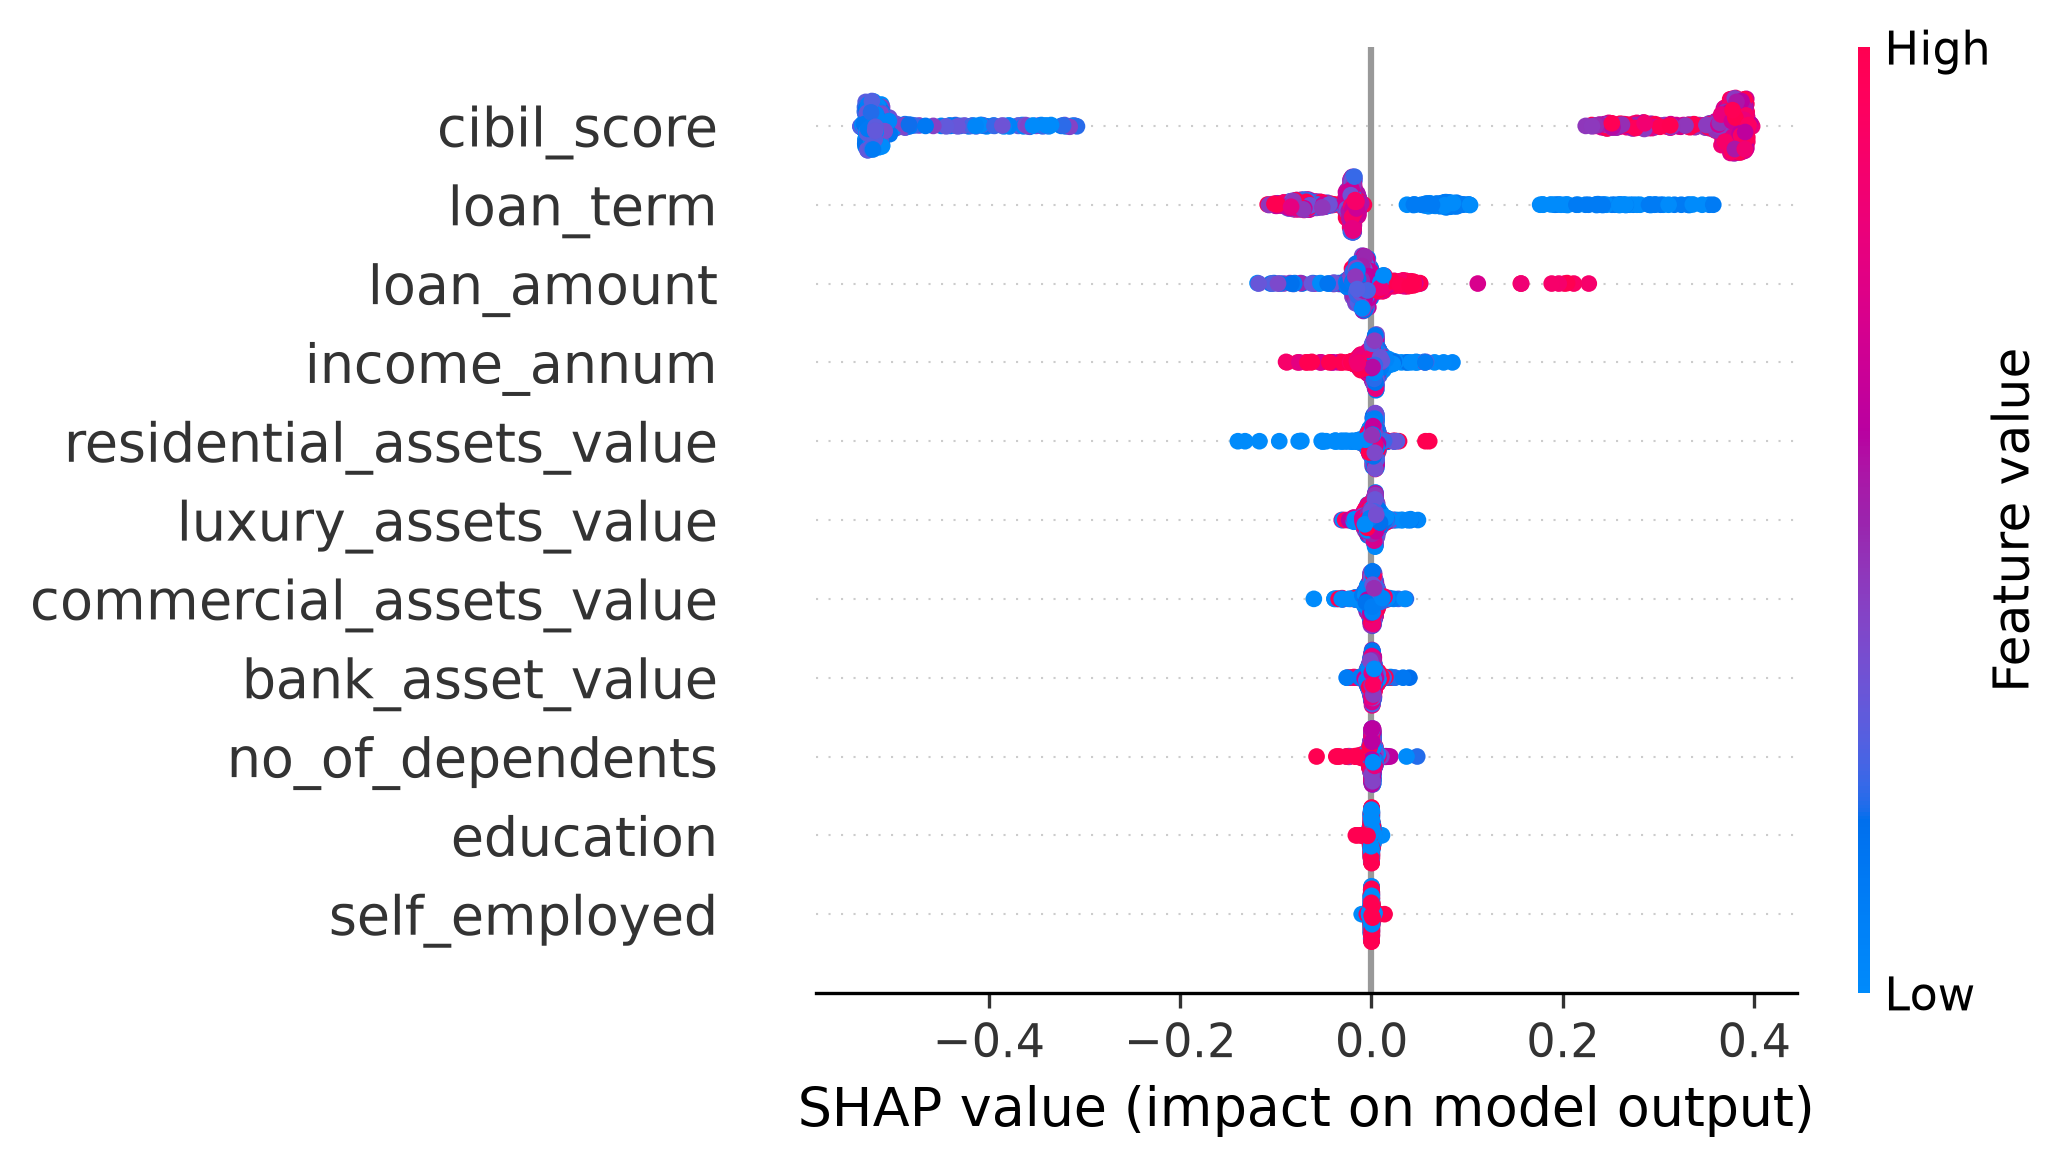 High
cibil_score
loan_term
loan_amount
income_annum
residential_assets_value
luxury_assets_value
commercial_assets_value
bank_asset_value
no_of_dependents
education
self_employed
Feature value
Low
−0.4 −0.2 0.0 0.2 0.4
SHAP value (impact on model output)